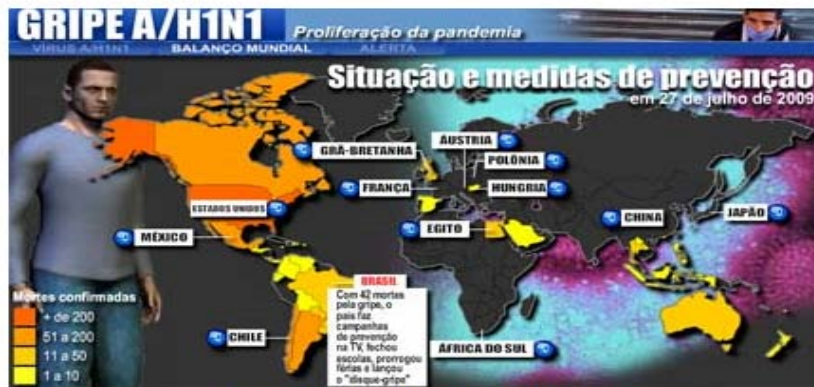 GRIPE A/H1N1
Proliferação da pandemia
VÍRUS A/H1N1
BALANÇO MUNDIAL
ALERTA
Situação e medidas de prevenção
em 27 de julho de 2009
ÁUSTRIA
GRÃ-BRETANHA
POLÔNIA
FRANÇA
HUNGRIA
ESTADOS UNIDOS
CHINA
JAPÃO
MÉXICO
EGITO
BRASIL
Com 42 mortes
pela gripe, o
país faz
campanhas
de prevenção
na TV, fechou
escolas, prorrogou
férias e lançou
o "disque-gripe"
Mortes confirmadas
+ de 200
51 a 200
11 a 50
1 a 10
CHILE
ÁFRICA DO SUL